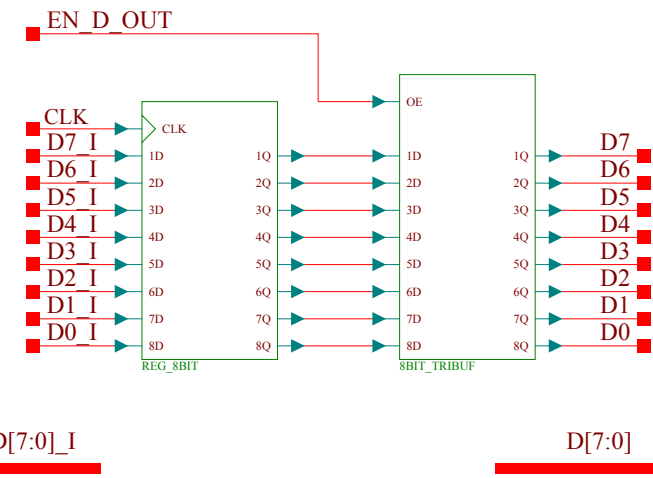 EN_D_OUT
OE
CLK
CLK
D7_I 1D 1Q 1D 1Q D7
D6_I 2D 2Q 2D 2Q D6
D5_I 3D 3Q 3D 3Q D5
D4_I 4D 4Q 4D 4Q D4
D3_I 5D 5Q 5D 5Q D3
D2_I 6D 6Q 6D 6Q D2
D1_I 7D 7Q 7D 7Q D1
D0_I 8D 8Q 8D 8Q D0
REG_8BIT 8BIT_TRIBUF
D[7:0]_I D[7:0]